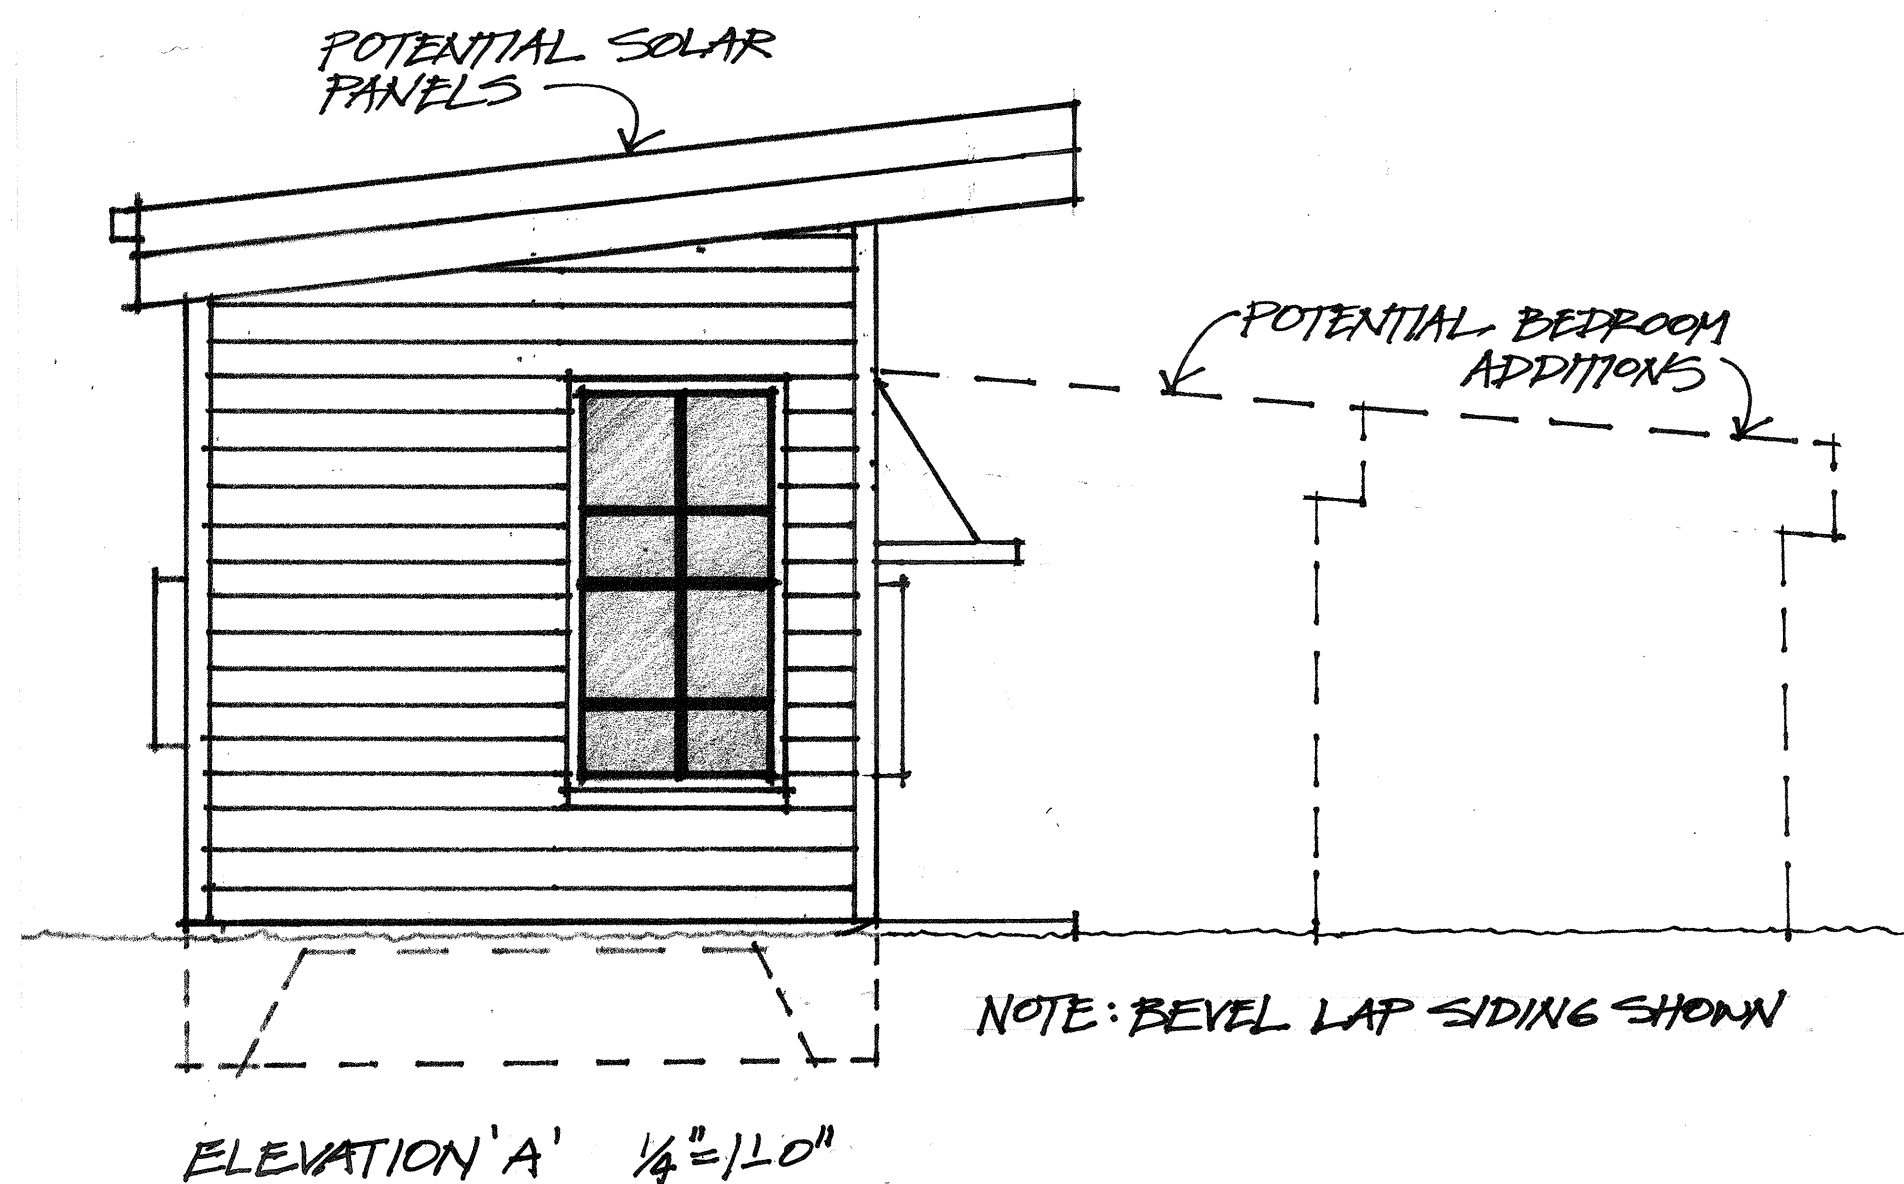 POTENTIAL SOLAR
PANELS
POTENTIAL BEDROOM
ADDITIONS
NOTE: BEVEL LAP SIDING SHOWN
ELEVATION 'A' 1/4"=1'-0"